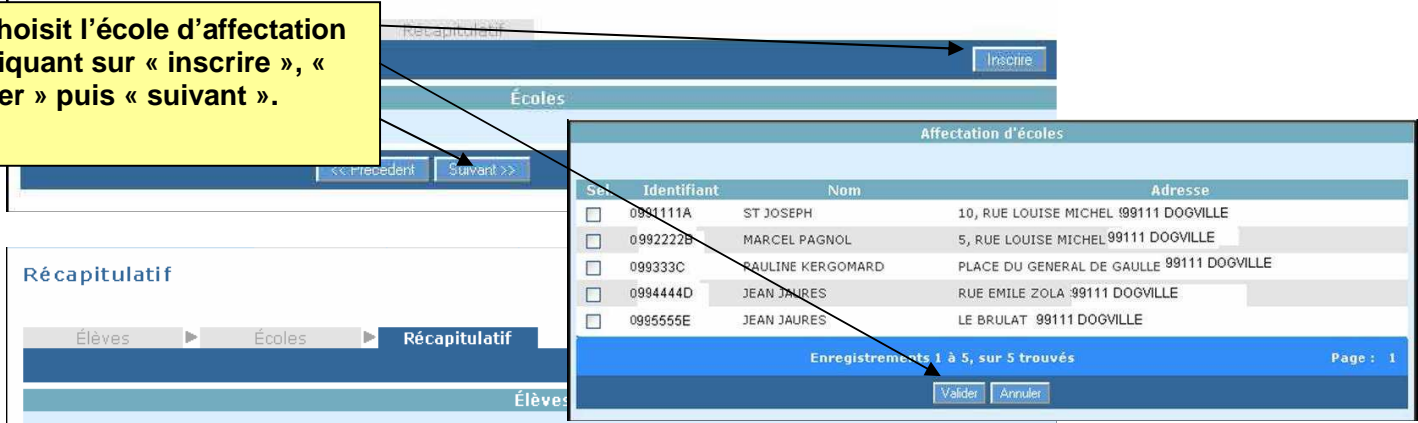 hoisit l’école d’affectation
iquant sur « inscrire », «
er » puis « suivant ».
Récapitulatif
Inscrire
Écoles
<< Précédent Suivant >>
Affectation d'écoles
Sel Identifiant Nom Adresse
0991111A ST JOSEPH 10, RUE LOUISE MICHEL 99111 DOGVILLE
0992222B MARCEL PAGNOL 5, RUE LOUISE MICHEL 99111 DOGVILLE
099333C PAULINE KERGOMARD PLACE DU GENERAL DE GAULLE 99111 DOGVILLE
0994444D JEAN JAURES RUE EMILE ZOLA 99111 DOGVILLE
0995555E JEAN JAURES LE BRULAT 99111 DOGVILLE
Enregistrements 1 à 5, sur 5 trouvés Page : 1
Valider Annuler
Récapitulatif
Élèves Écoles Récapitulatif
Élèves